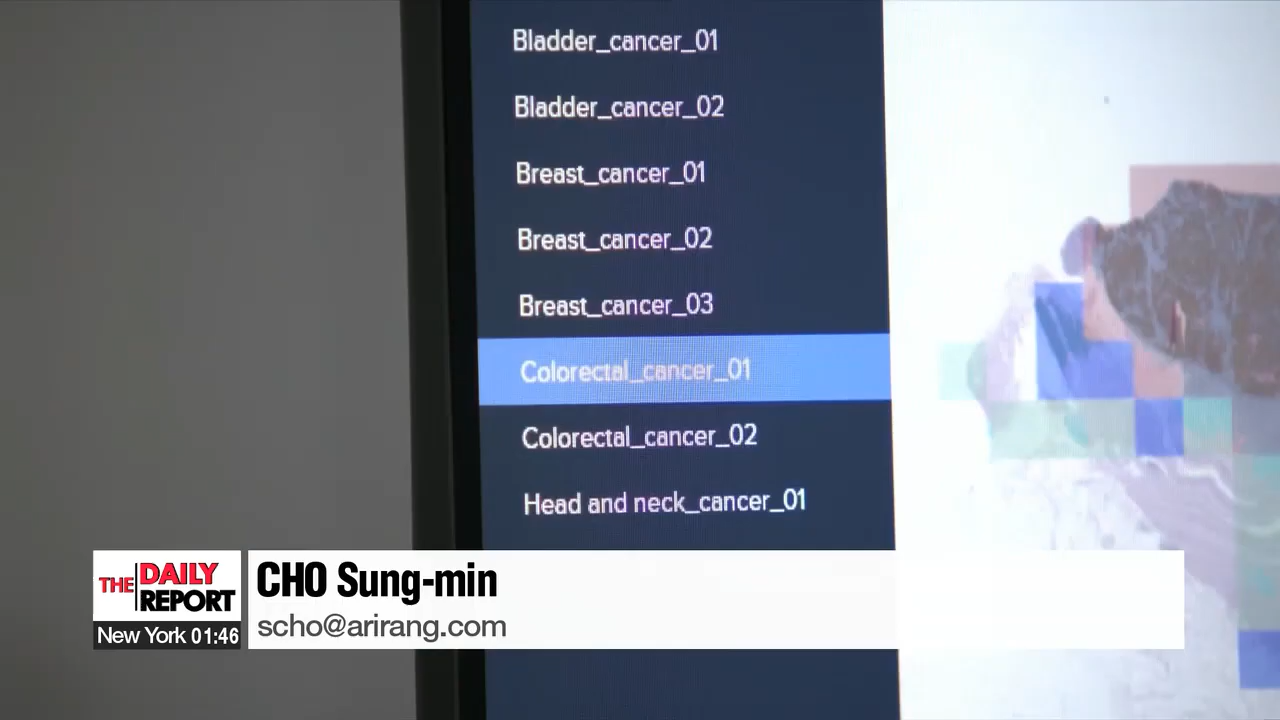 Bladder_cancer_01
Bladder_cancer_02
Breast_cancer_01
Breast_cancer_02
Breast_cancer_03
Colorectal_cancer_01
Colorectal_cancer_02
Head and neck_cancer_01
THE DAILY REPORT
New York 01:46
CHO Sung-min
scho@arirang.com